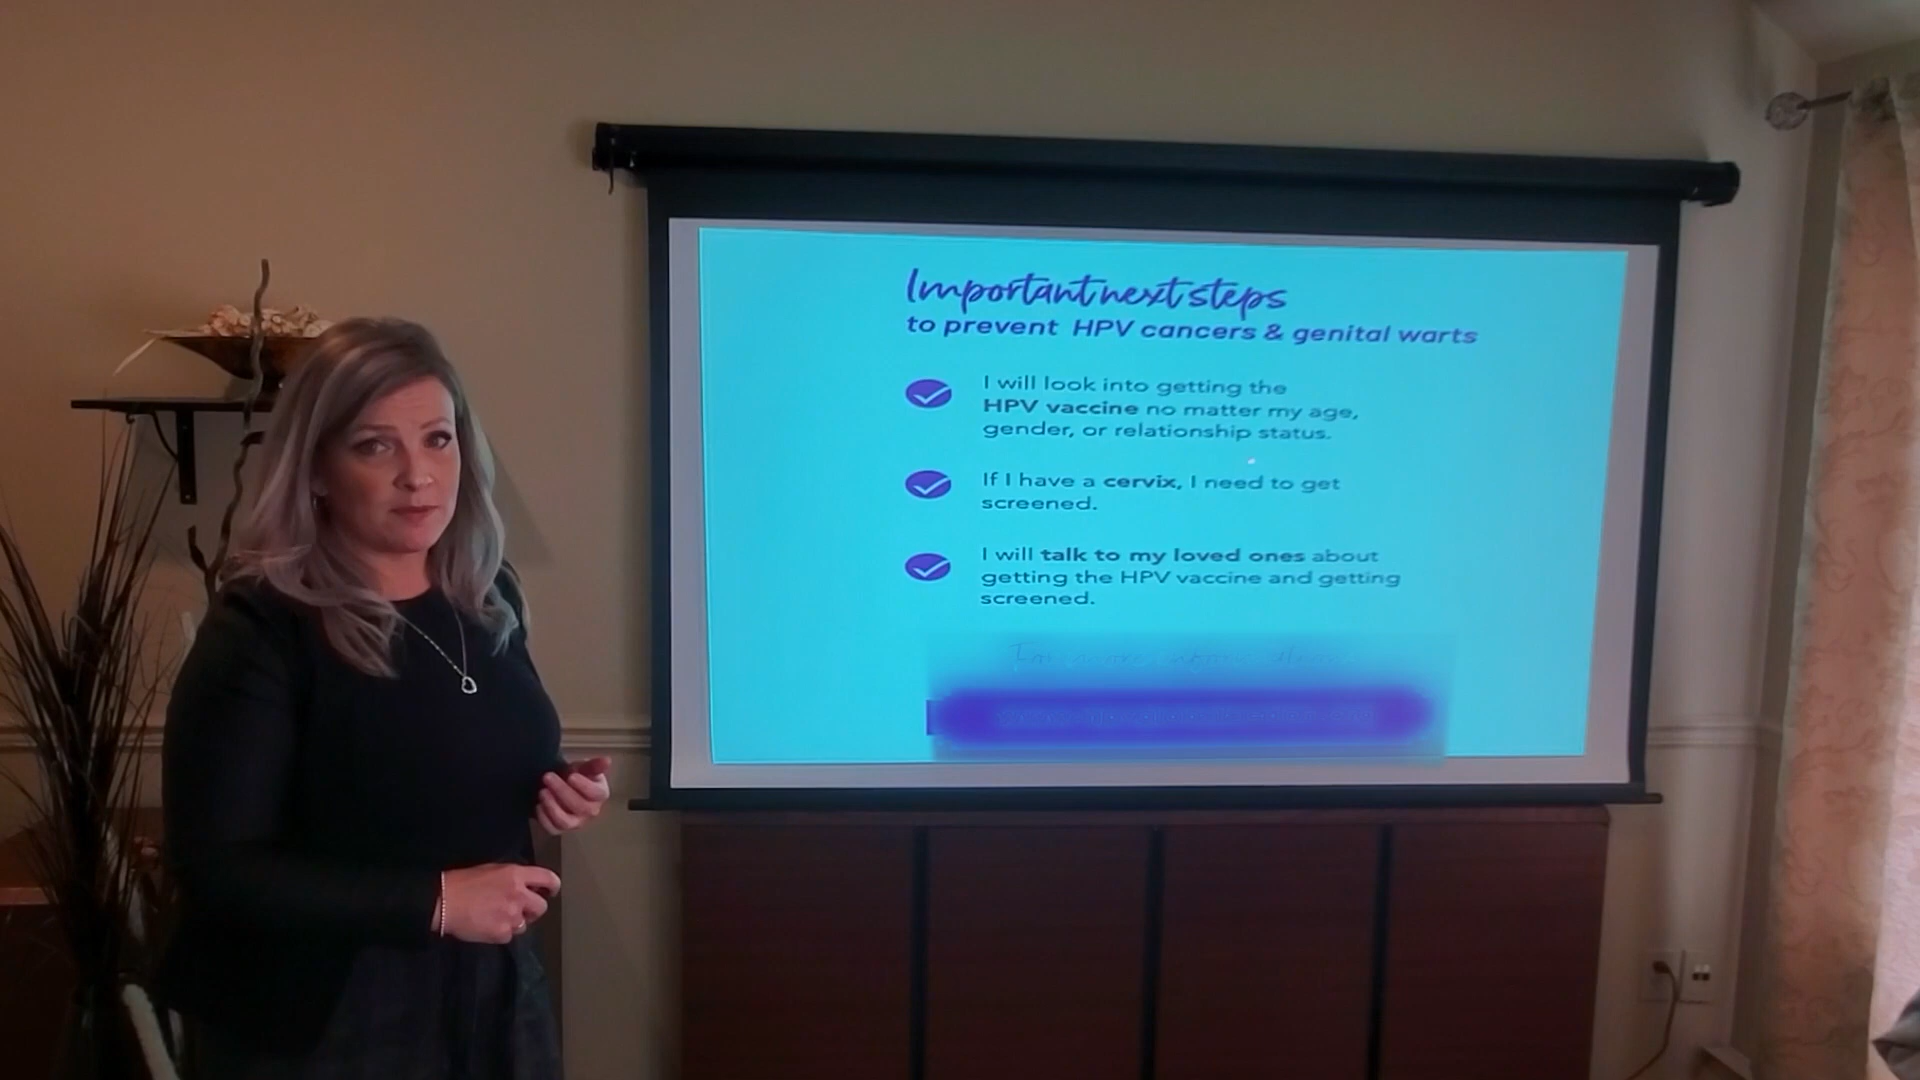 Important next steps
to prevent HPV cancers & genital warts
I will look into getting the
HPV vaccine no matter my age,
gender, or relationship status.
If I have a cervix, I need to get
screened.
I will talk to my loved ones about
getting the HPV vaccine and getting
screened.